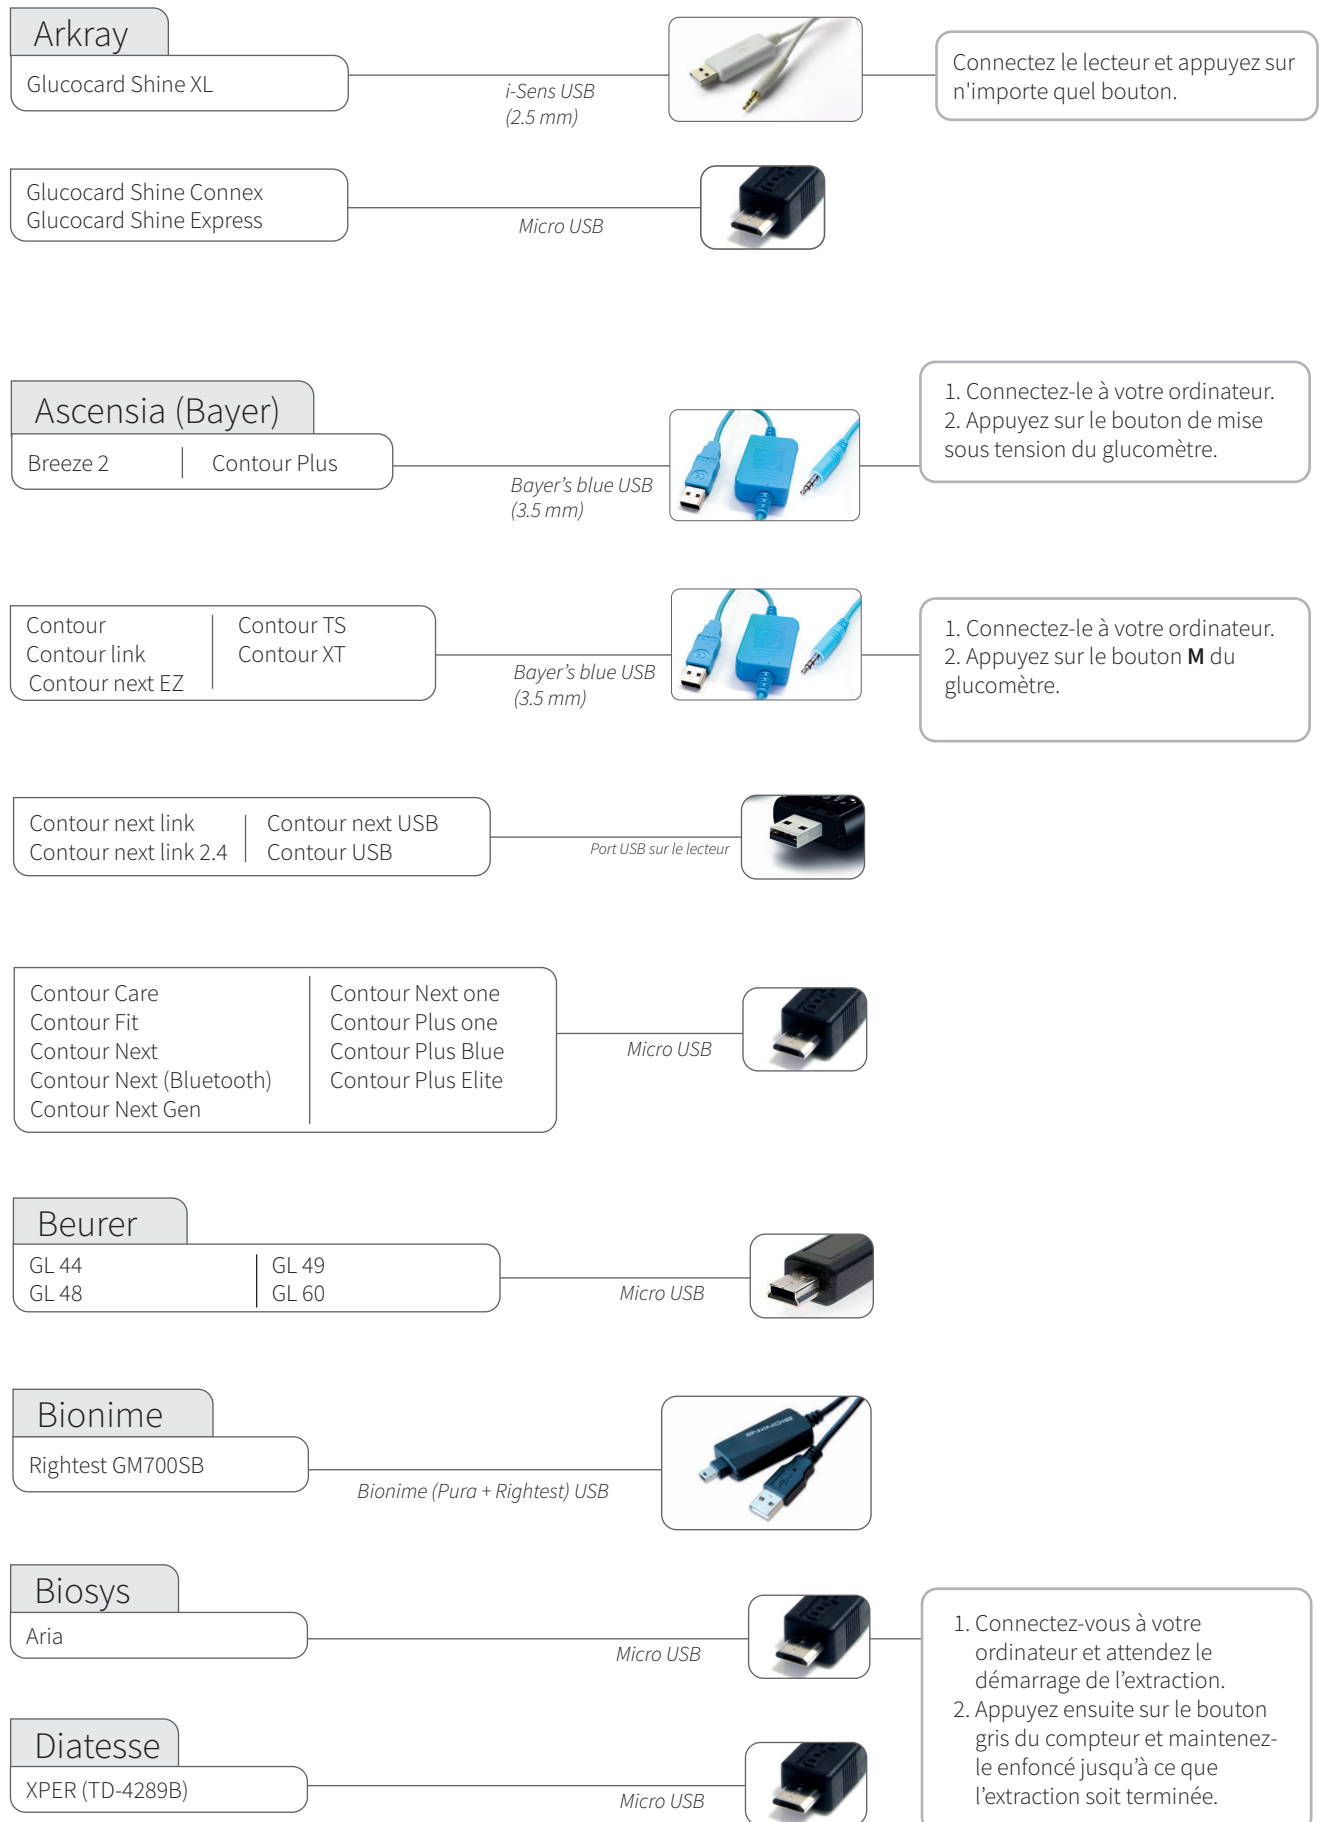 Arkray
Glucocard Shine XL
i-Sens USB
(2.5 mm)
Connectez le lecteur et appuyez sur
n'importe quel bouton.
Glucocard Shine Connex
Glucocard Shine Express
Micro USB
Ascensia (Bayer)
Breeze 2
Contour Plus
Bayer’s blue USB
(3.5 mm)
1. Connectez-le à votre ordinateur.
2. Appuyez sur le bouton de mise
sous tension du glucomètre.
Contour
Contour link
Contour next EZ
Contour TS
Contour XT
Bayer’s blue USB
(3.5 mm)
1. Connectez-le à votre ordinateur.
2. Appuyez sur le bouton M du
glucomètre.
Contour next link
Contour next link 2.4
Contour next USB
Contour USB
Port USB sur le lecteur
Contour Care
Contour Fit
Contour Next
Contour Next (Bluetooth)
Contour Next Gen
Contour Next one
Contour Plus one
Contour Plus Blue
Contour Plus Elite
Micro USB
Beurer
GL 44
GL 48
GL 49
GL 60
Micro USB
Bionime
Rightest GM700SB
Bionime (Pura + Rightest) USB
BIONIME
Biosys
Aria
Micro USB
1. Connectez-vous à votre
ordinateur et attendez le
démarrage de l’extraction.
2. Appuyez ensuite sur le bouton
gris du compteur et maintenez-
le enfoncé jusqu’à ce que
l’extraction soit terminée.
Diatesse
XPER (TD-4289B)
Micro USB